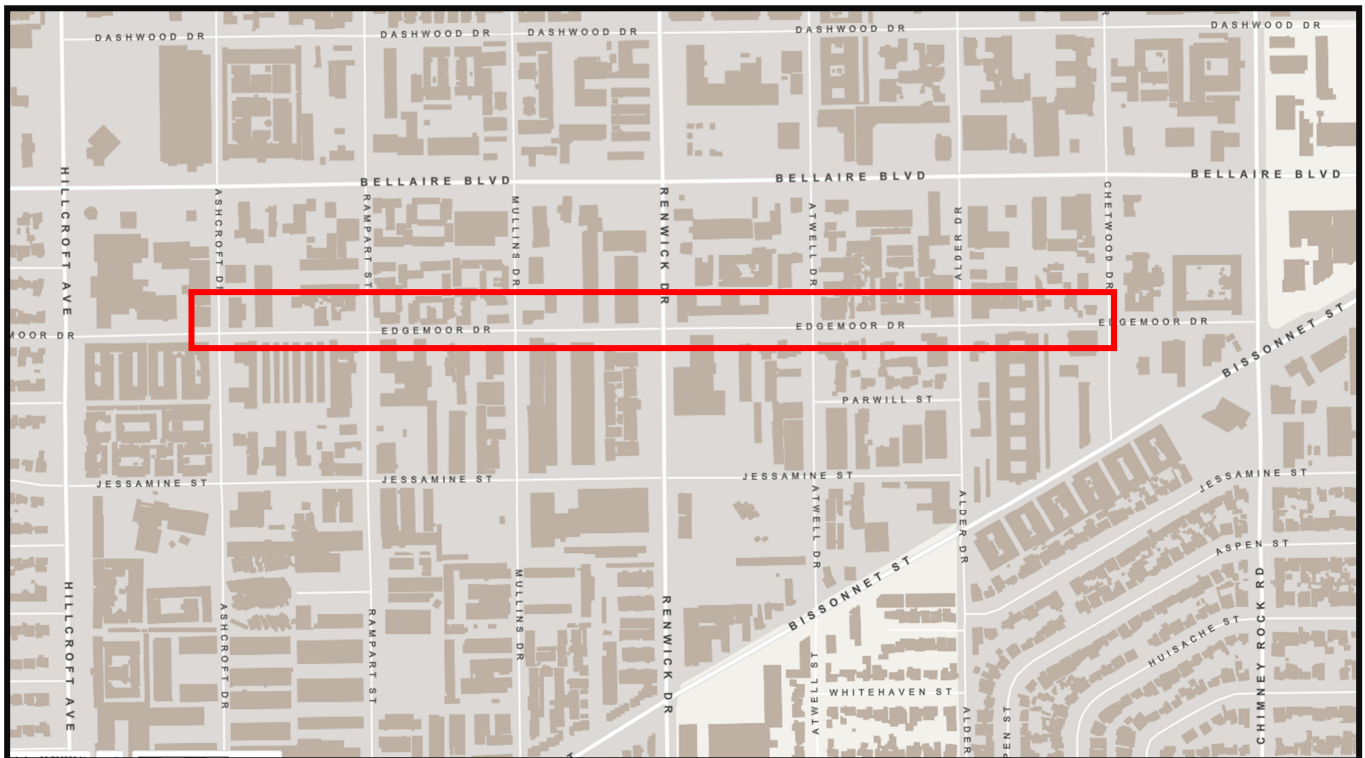 DASHWOOD DR
DASHWOOD DR
DASHWOOD DR
DASHWOOD DR
DASHWOOD DR
HILLCROFT AVE
ASHCROFT DR
RAMPART ST
BELLAIRE BLVD
MULLINS DR
RENWICK DR
BELLAIRE BLVD
ATWELL DR
ALDER DR
CHETWOOD DR
BELLAIRE BLVD
MOOR DR
EDGEMOOR DR
EDGEMOOR DR
EDGEMOOR DR
BISSONNET ST
PARWILL ST
JESSAMINE ST
JESSAMINE ST
JESSAMINE ST
JESSAMINE ST
ATWELL DR
ALDER DR
ASPEN ST
BISSONNET ST
HILLCROFT AVE
ASHCROFT DR
RAMPART ST
MULLINS DR
RENWICK DR
ATWELL ST
WHITEHAVEN ST
HUISACHE ST
CHIMNEY ROCK RD
ALDER
PEN ST